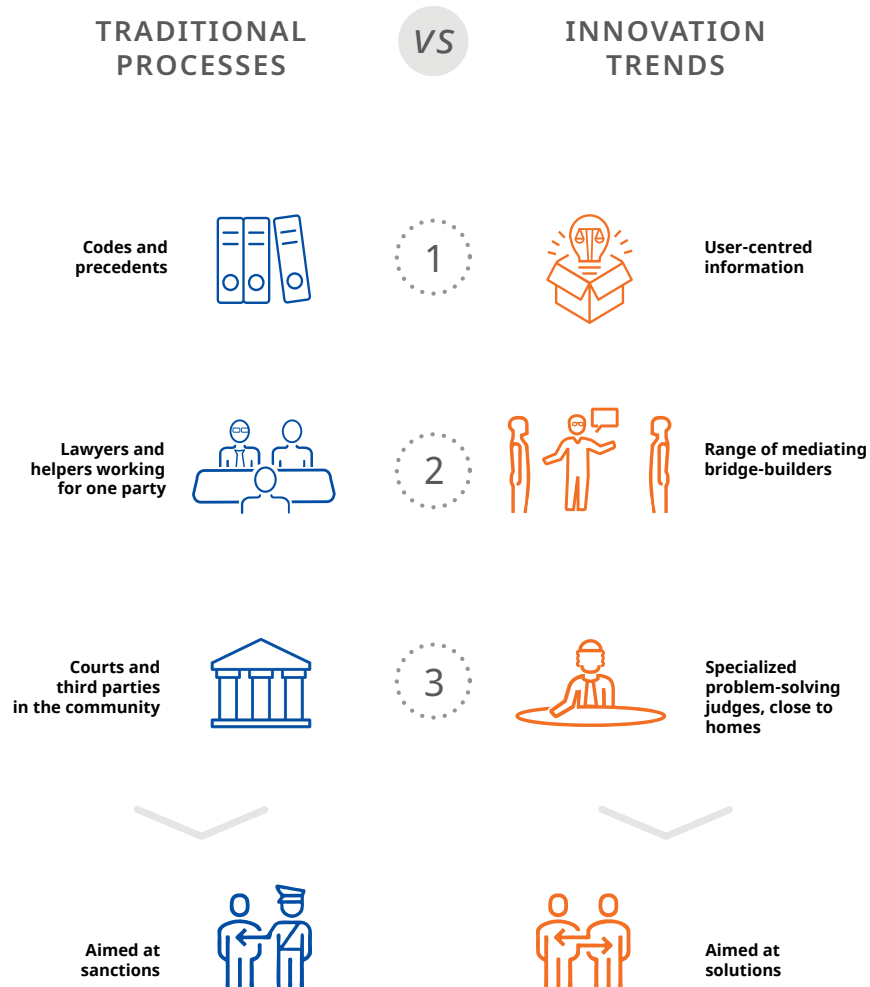 TRADITIONAL
PROCESSES
VS
INNOVATION
TRENDS
Codes and
precedents
1
User-centred
information
Lawyers and
helpers working
for one party
2
Range of mediating
bridge-builders
Courts and
third parties
in the community
3
Specialized
problem-solving
judges, close to
homes
Aimed at
sanctions
Aimed at
solutions